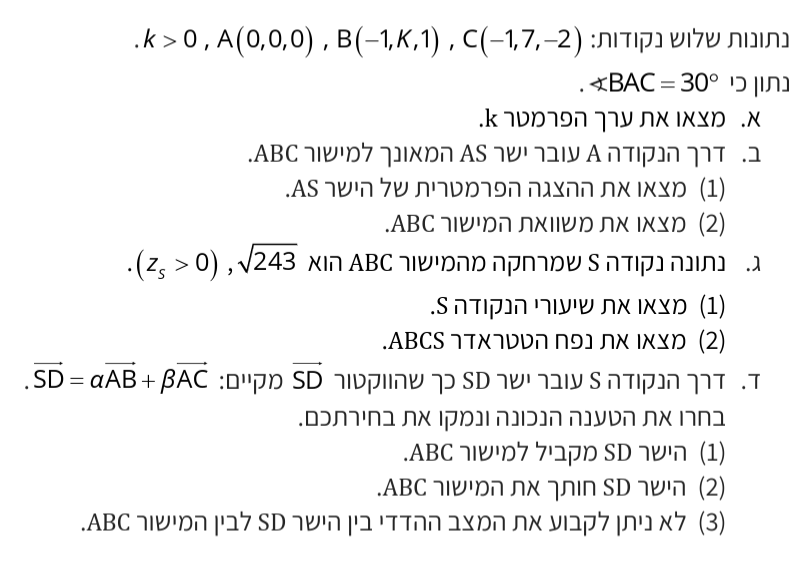 נתונות שלוש נקודות: A(0,0,0) , B(−1,K,1) , C(−1,7,−2) , k > 0 .
נתון כי ∢BAC = 30° .
א. מצאו את ערך הפרמטר k.
ב. דרך הנקודה A עובר ישר AS המאונך למישור ABC.
(1) מצאו את ההצגה הפרמטרית של הישר AS.
(2) מצאו את משוואת המישור ABC.
ג. נתונה נקודה S שמרחקה מהמישור ABC הוא √243 , (z_s > 0).
(1) מצאו את שיעורי הנקודה S.
(2) מצאו את נפח הטטראדר ABCS.
ד. דרך הנקודה S עובר ישר SD כך שהווקטור \overrightarrow{SD} מקיים: \overrightarrow{SD} = α\overrightarrow{AB} + β\overrightarrow{AC} .
בחרו את הטענה הנכונה ונמקו את בחירתכם.
(1) הישר SD מקביל למישור ABC.
(2) הישר SD חותך את המישור ABC.
(3) לא ניתן לקבוע את המצב ההדדי בין הישר SD לבין המישור ABC.